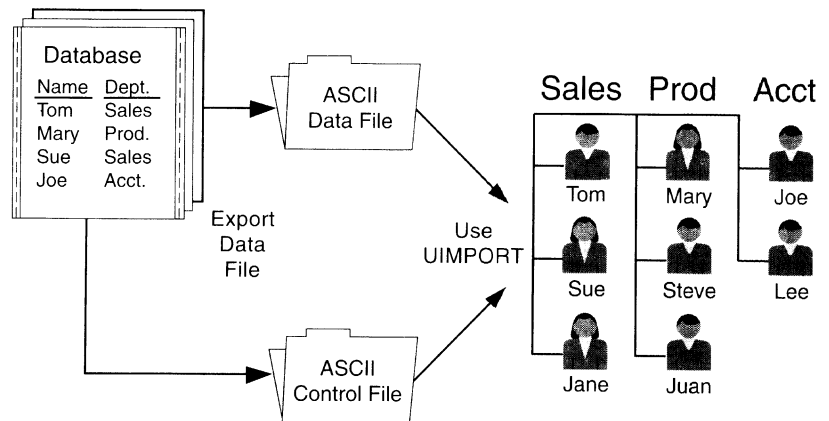 Database
Name Dept.
Tom Sales
Mary Prod.
Sue Sales
Joe Acct.
Export
Data
File
ASCII
Data File
ASCII
Control File
Use
UIMPORT
Sales Prod Acct
Tom Mary Joe
Sue Steve Lee
Jane Juan